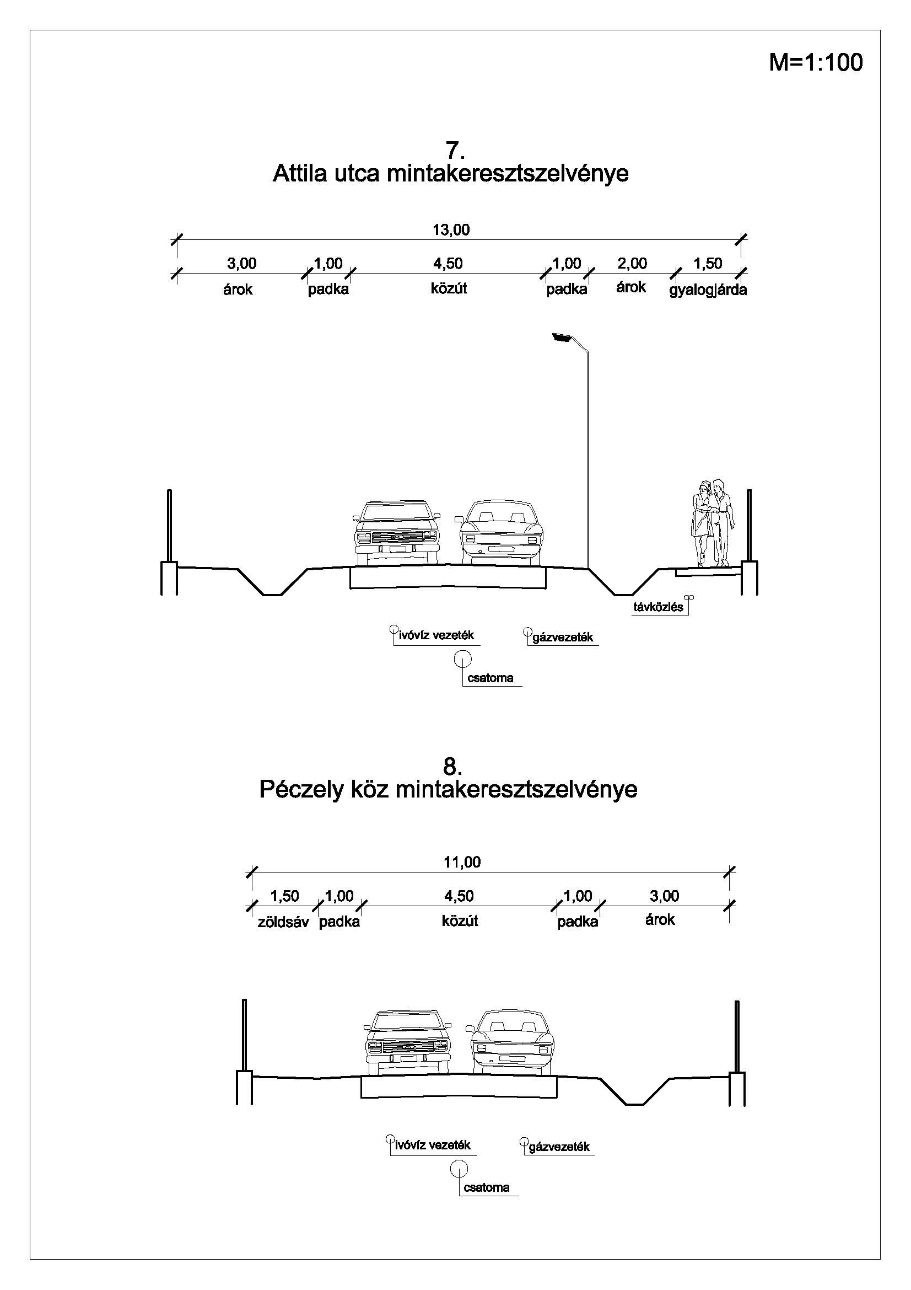 M=1:100
7.
Attila utca mintakeresztszelvénye
13,00
3,00 1,00 4,50 1,00 2,00 1,50
árok padka közút padka árok gyalogjárda
távközlés
ivóvíz vezeték gázvezeték
csatorna
8.
Péczely köz mintakeresztszelvénye
11,00
1,50 1,00 4,50 1,00 3,00
zöldsáv padka közút padka árok
ivóvíz vezeték gázvezeték
csatorna